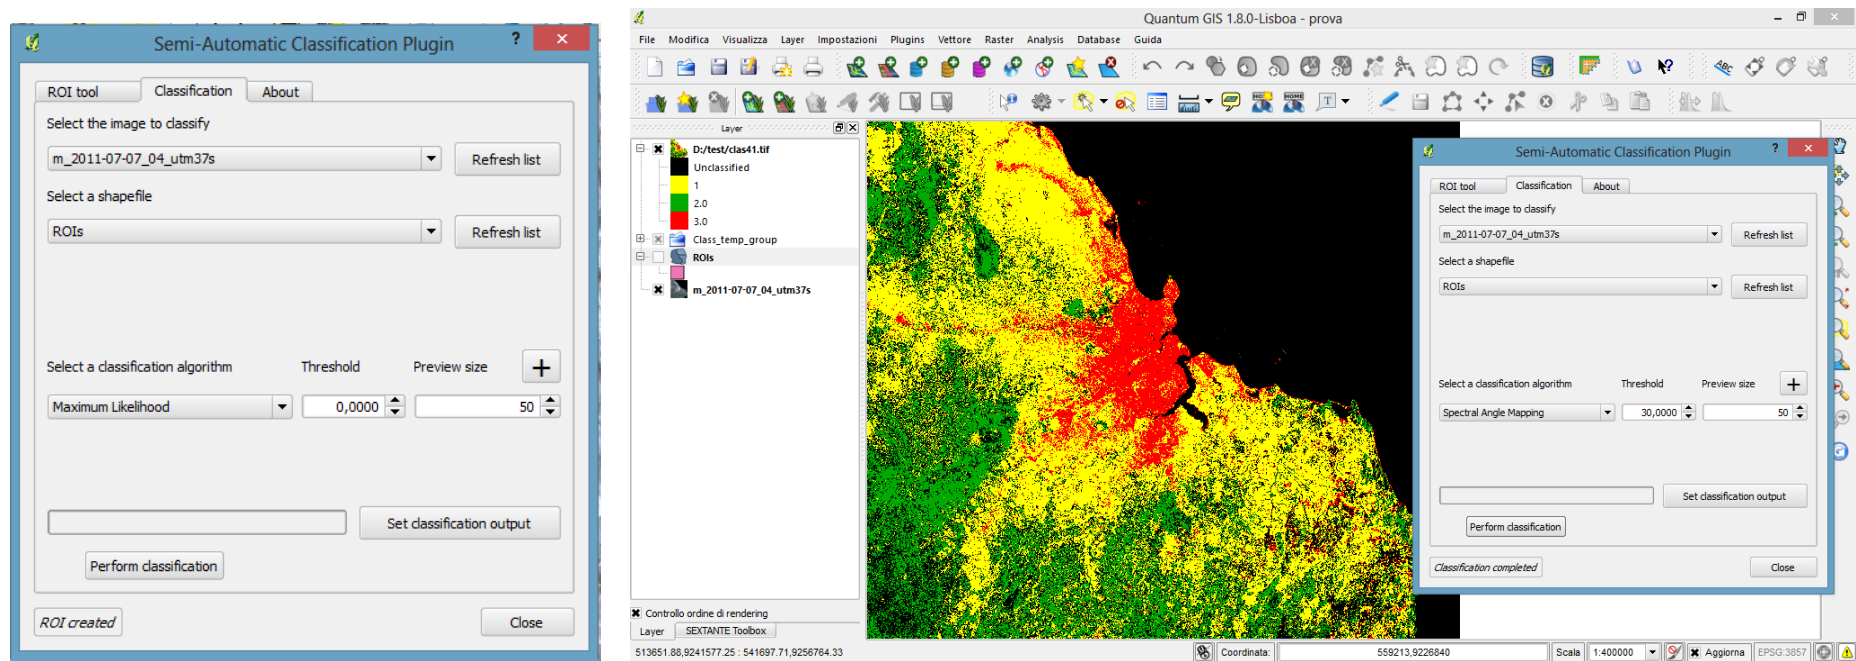 Semi-Automatic Classification Plugin ? ×
ROI tool Classification About
Select the image to classify
m_2011-07-07_04_utm37s Refresh list
Select a shapefile
ROIs Refresh list
Select a classification algorithm Threshold Preview size +
Maximum Likelihood 0,0000 50
Set classification output
Perform classification
ROI created Close
Quantum GIS 1.8.0-Lisboa - prova
File Modifica Visualizza Layer Impostazioni Plugins Vettore Raster Analysis Database Guida
Layer
D:/test/clas41.tif
Unclassified
1
2.0
3.0
Class_temp_group
ROIs
m_2011-07-07_04_utm37s
Controllo ordine di rendering
Layer SEXTANTE Toolbox
Semi-Automatic Classification Plugin ? ×
ROI tool Classification About
Select the image to classify
m_2011-07-07_04_utm37s Refresh list
Select a shapefile
ROIs Refresh list
Select a classification algorithm Threshold Preview size +
Spectral Angle Mapping 30,0000 50
Set classification output
Perform classification
Classification completed Close
513651.88,9241577.25 : 541697.71,9256764.33 Coordinata: 559213,9226840 Scala 1:400000 Aggiorna EPSG:3857